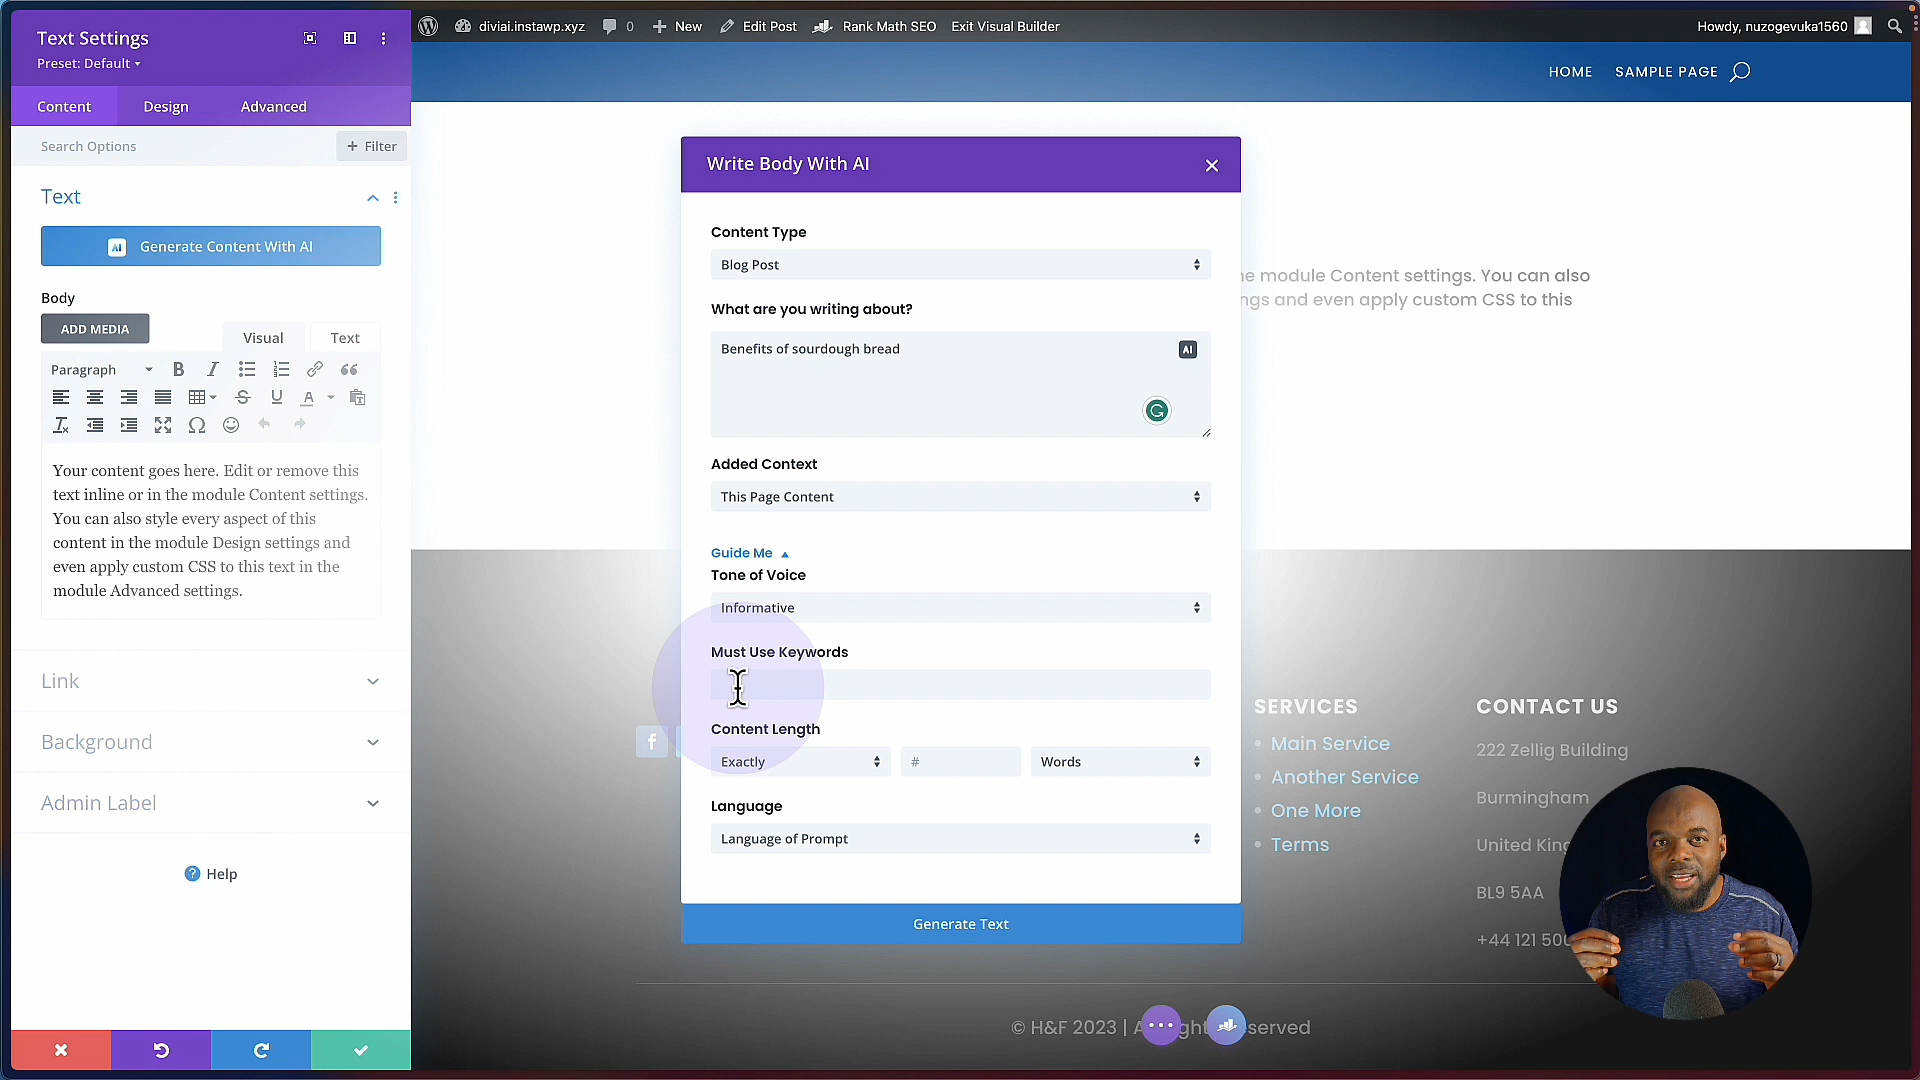 Text Settings
Preset: Default
Content
Design
Advanced
Search Options
+ Filter
Text
AI Generate Content With AI
Body
ADD MEDIA
Visual
Text
Paragraph
Your content goes here. Edit or remove this
text inline or in the module Content settings.
You can also style every aspect of this
content in the module Design settings and
even apply custom CSS to this text in the
module Advanced settings.
Link
Background
Admin Label
Help
diviai.instawp.xyz
0
New
Edit Post
Rank Math SEO
Exit Visual Builder
Howdy, nuzogevuka1560
HOME
SAMPLE PAGE
Write Body With AI
Content Type
Blog Post
What are you writing about?
Benefits of sourdough bread
AI
Added Context
This Page Content
Guide Me
Tone of Voice
Informative
Must Use Keywords
Content Length
Exactly
#
Words
Language
Language of Prompt
Generate Text
module Content settings. You can also
and even apply custom CSS to this
SERVICES
Main Service
Another Service
One More
Terms
CONTACT US
222 Zellig Building
Burmingham
United
BL9 5AA
+44 121
© H&F 2023 |